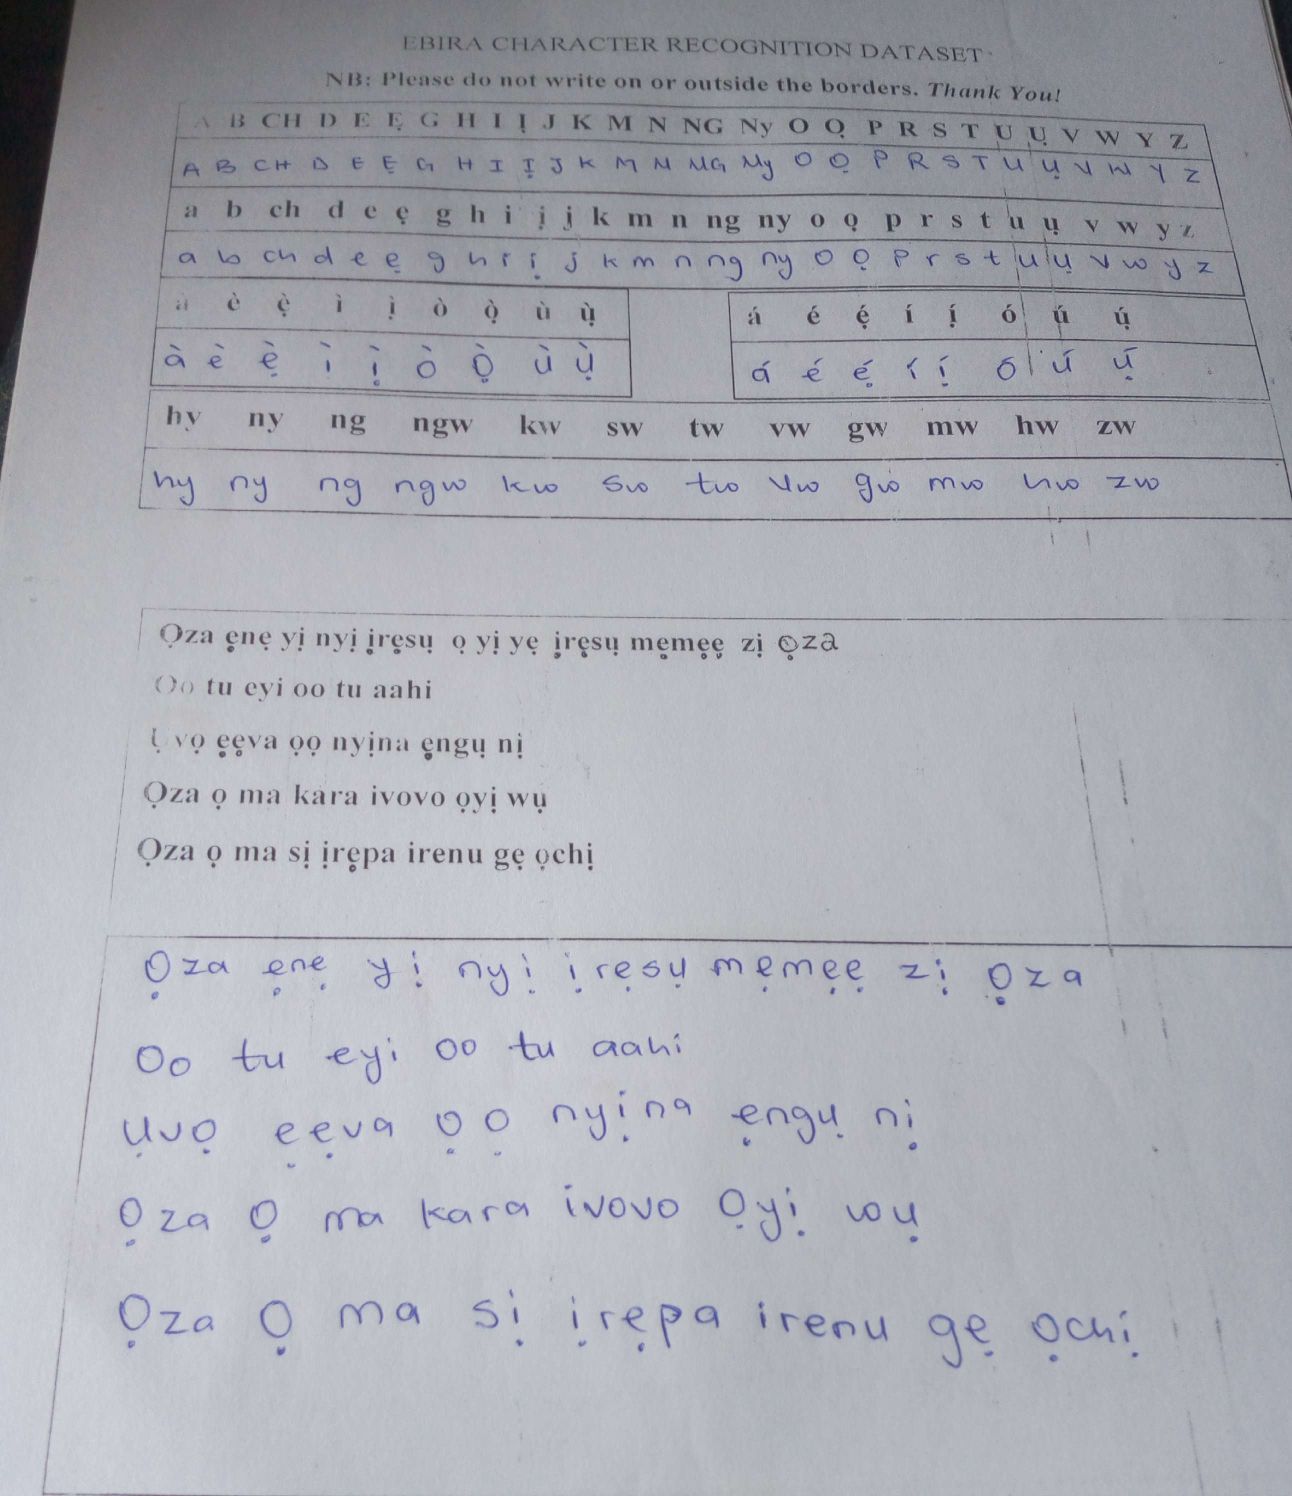 EBIRA CHARACTER RECOGNITION DATASET
NB: Please do not write on or outside the borders. Thank You!
A B CH D E Ẹ G H I Ị J K M N NG Ny O Ọ P R S T U Ụ V W Y Z
A B CH D E Ẹ G H I Ị J K M N NG Ny O Ọ P R S T U Ụ V W Y Z
a b ch d e ẹ g h i ị j k m n ng ny o ọ p r s t u ụ v w y z
a b ch d e ẹ g h i ị j k m n ng ny o ọ p r s t u ụ v w y z
à è ẹ̀ ì ị̀ ò ọ̀ ù ụ̀ á é ẹ́ í ị́ ó ú ụ́
à è ẹ̀ ì ị̀ ò ọ̀ ù ụ̀ á é ẹ́ í ị́ ó ú ụ́
hy ny ng ngw kw sw tw vw gw mw hw zw
hy ny ng ngw kw sw tw vw gw mw hw zw
Ọza ẹnẹ yị nyị ịrẹsụ ọ yị yẹ ịrẹsụ mẹmẹẹ zị ọza
Oo tu eyi oo tu aahi
Ụ vọ ẹẹva ọọ nyịna ẹngụ nị
Ọza ọ ma kara ivovo ọyị wụ
Ọza ọ ma sị ịrẹpa irenu gẹ ọchị
Ọza ẹnẹ yị nyị ịrẹsụ mẹmẹẹ zị Ọza
Oo tu eyi oo tu aahi
Ụvọ ẹẹva ọọ nyịna ẹngụ nị
Ọza Ọ ma kara ivovo Ọyị wụ
Ọza Ọ ma sị ịrẹpa irenu gẹ Ọchị